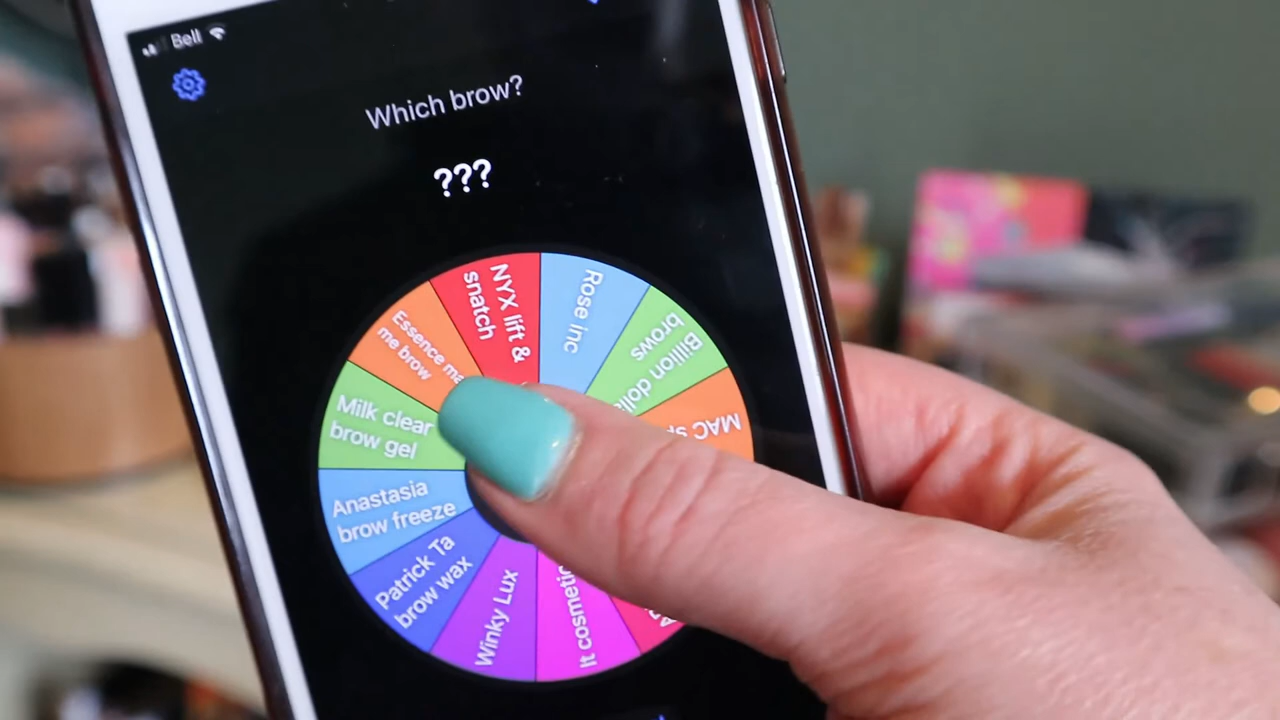 Bell
Which brow?
???
NYX lift &
snatch
Rose inc
Billion
brows
MAC
Essence
me brow
Milk clear
brow gel
Anastasia
brow freeze
Patrick Ta
brow wax
Winky Lux
It cosmetic